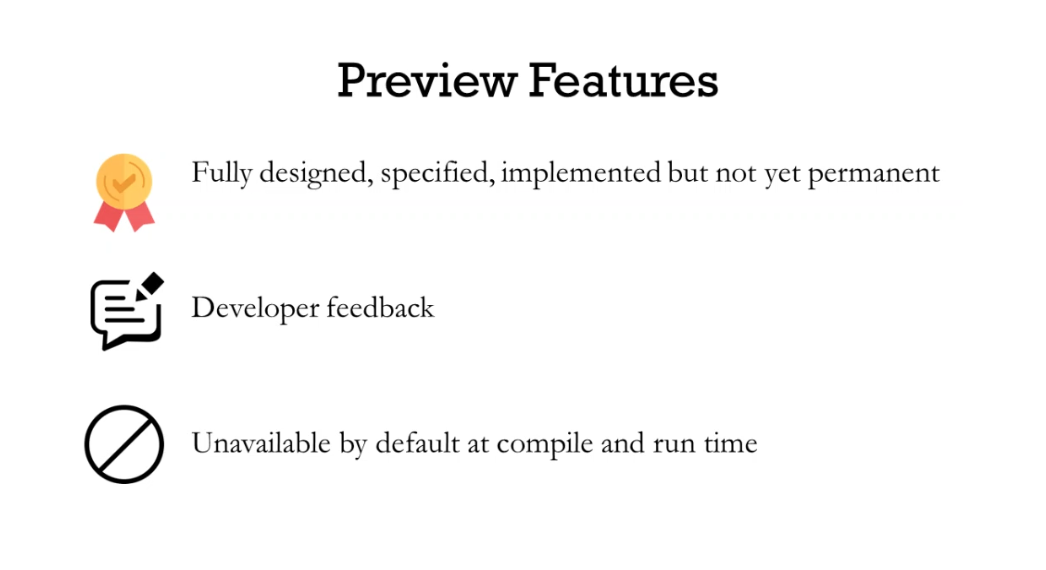 Preview Features
Fully designed, specified, implemented but not yet permanent
Developer feedback
Unavailable by default at compile and run time